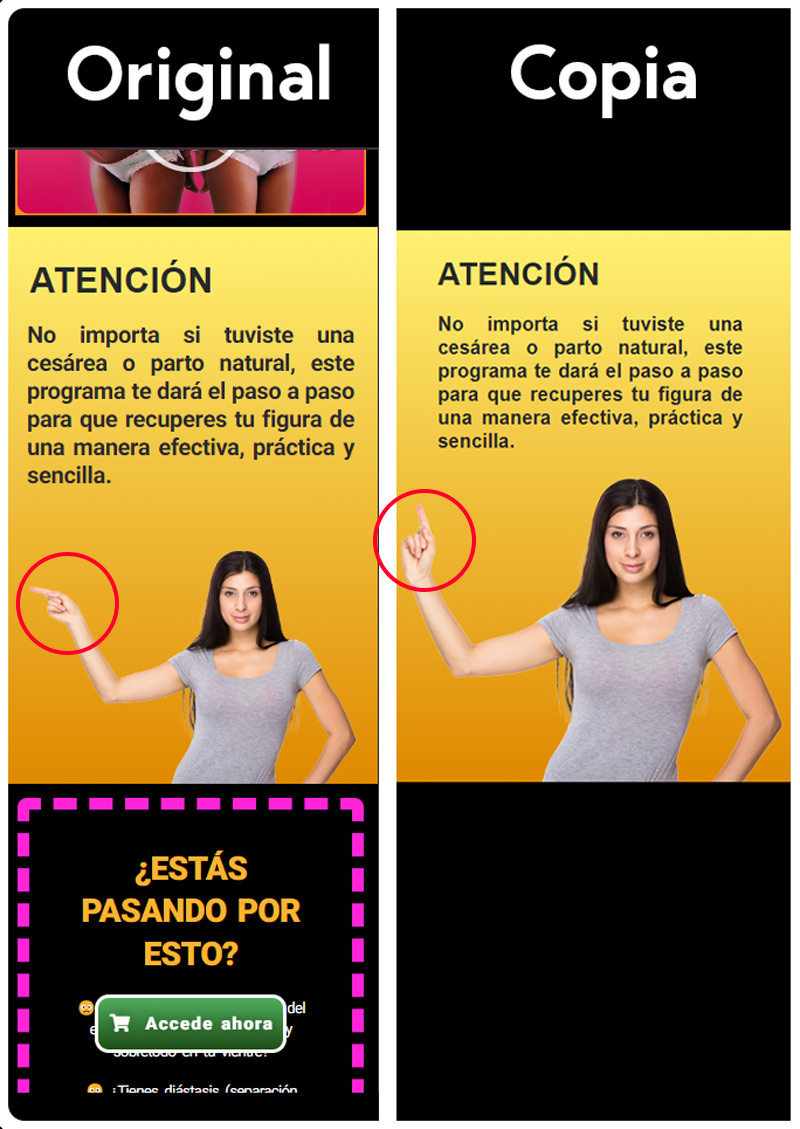 Original
ATENCIÓN
No importa si tuviste una
cesárea o parto natural, este
programa te dará el paso a paso
para que recuperes tu figura de
una manera efectiva, práctica y
sencilla.
¿ESTÁS
PASANDO POR
ESTO?
del
Accede ahora
y
sobretodo en tu vientre?
¿Tienes diástasis (separación
Copia
ATENCIÓN
No importa si tuviste una
cesárea o parto natural, este
programa te dará el paso a paso
para que recuperes tu figura de
una manera efectiva, práctica y
sencilla.